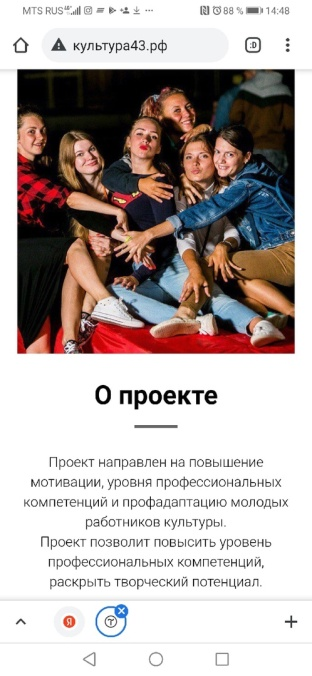 MTS RUS 88 % 14:48
культура43.рф :D
О проекте
Проект направлен на повышение
мотивации, уровня профессиональных
компетенций и профадаптацию молодых
работников культуры.
Проект позволит повысить уровень
профессиональных компетенций,
раскрыть творческий потенциал.
Я